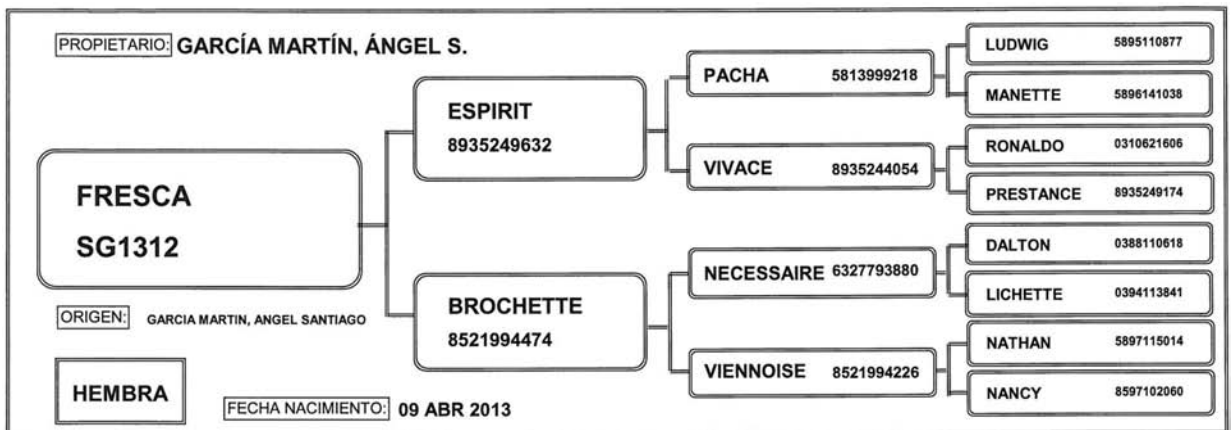 PROPIETARIO: GARCÍA MARTÍN, ÁNGEL S.
FRESCA
SG1312
ORIGEN: GARCIA MARTIN, ANGEL SANTIAGO
HEMBRA
FECHA NACIMIENTO: 09 ABR 2013
ESPIRIT
8935249632
BROCHETTE
8521994474
PACHA 5813999218
VIVACE 8935244054
NECESSAIRE 6327793880
VIENNOISE 8521994226
LUDWIG 5895110877
MANETTE 5896141038
RONALDO 0310621606
PRESTANCE 8935249174
DALTON 0388110618
LICHETTE 0394113841
NATHAN 5897115014
NANCY 8597102060